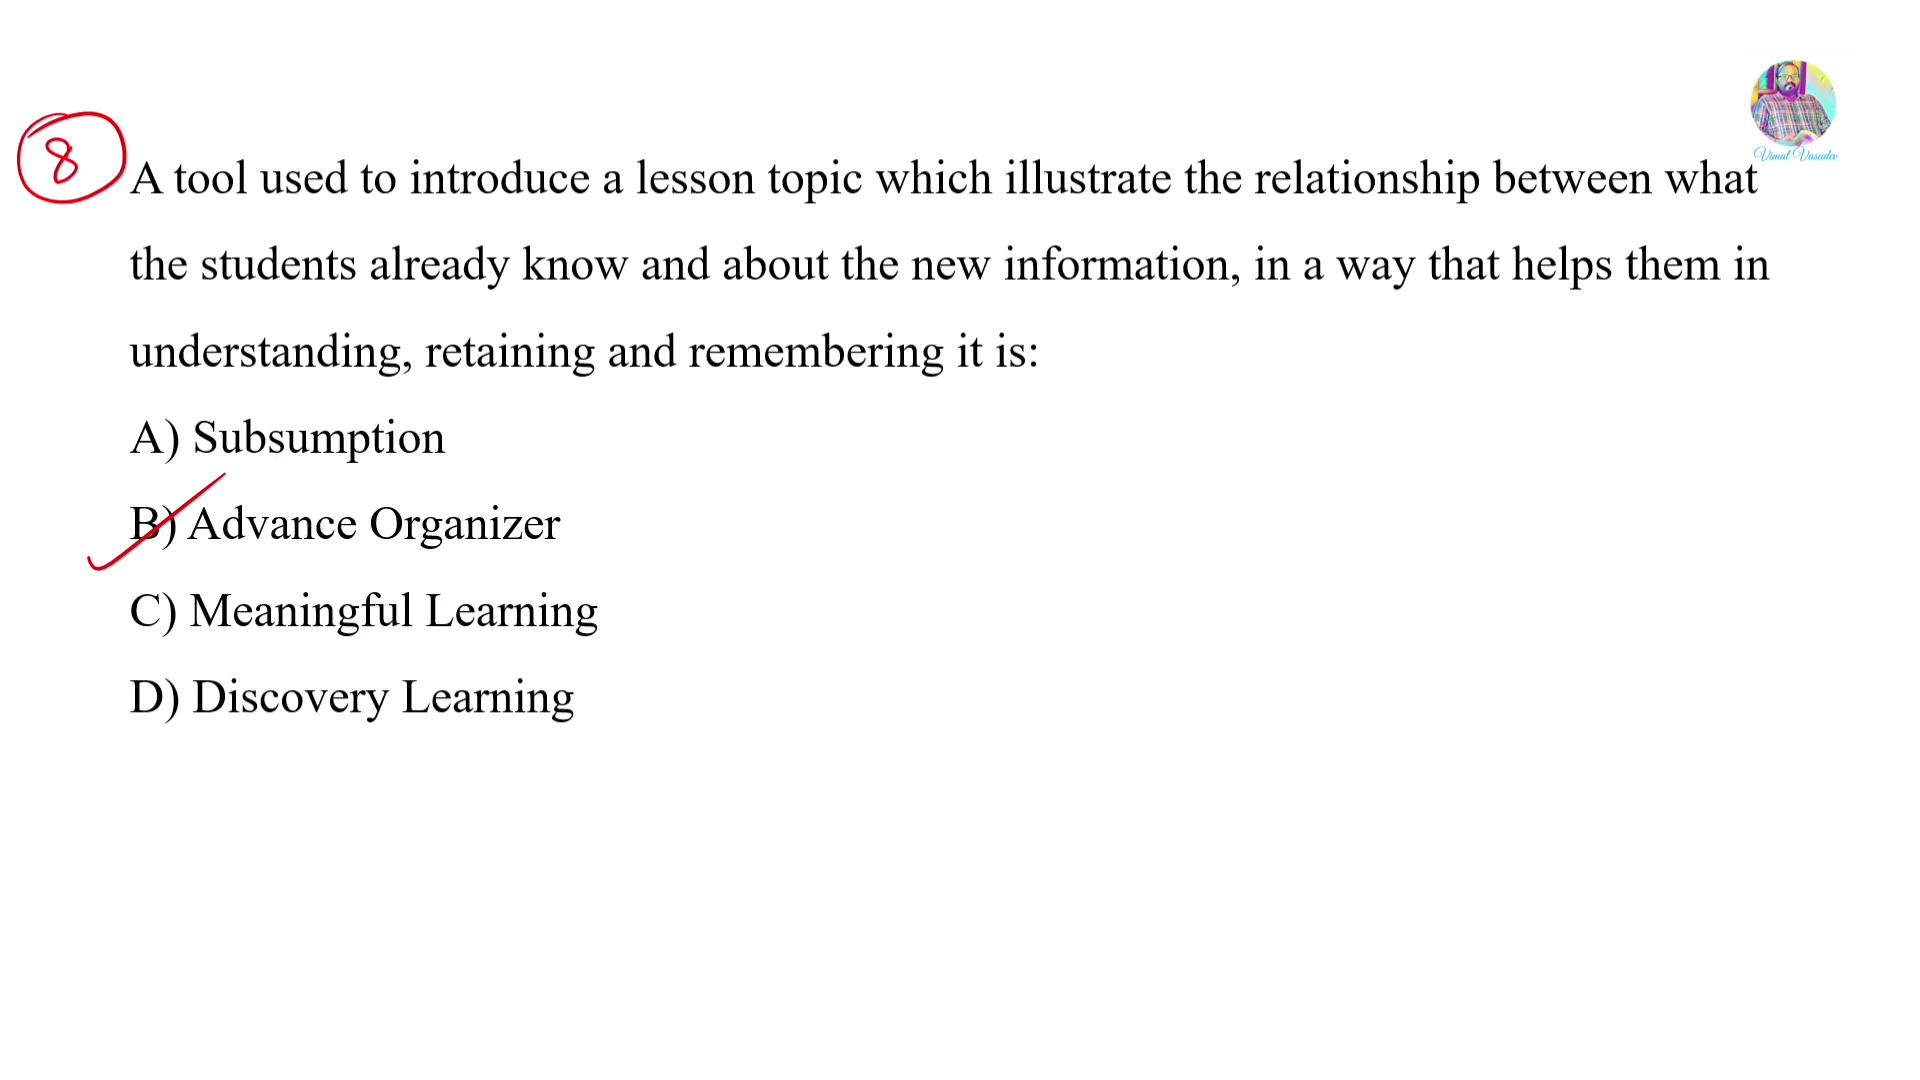 Vimal Vasudev
8
A tool used to introduce a lesson topic which illustrate the relationship between what
the students already know and about the new information, in a way that helps them in
understanding, retaining and remembering it is:
A) Subsumption
B) Advance Organizer
C) Meaningful Learning
D) Discovery Learning